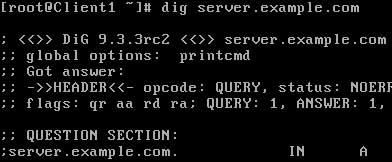 [root@Client1 ~]# dig server.example.com
; <<>> DiG 9.3.3rc2 <<>> server.example.com
;; global options:  printcmd
;; Got answer:
;; ->>HEADER<<- opcode: QUERY, status: NOERR
;; flags: qr aa rd ra; QUERY: 1, ANSWER: 1,
;; QUESTION SECTION:
;server.example.com.		IN	A